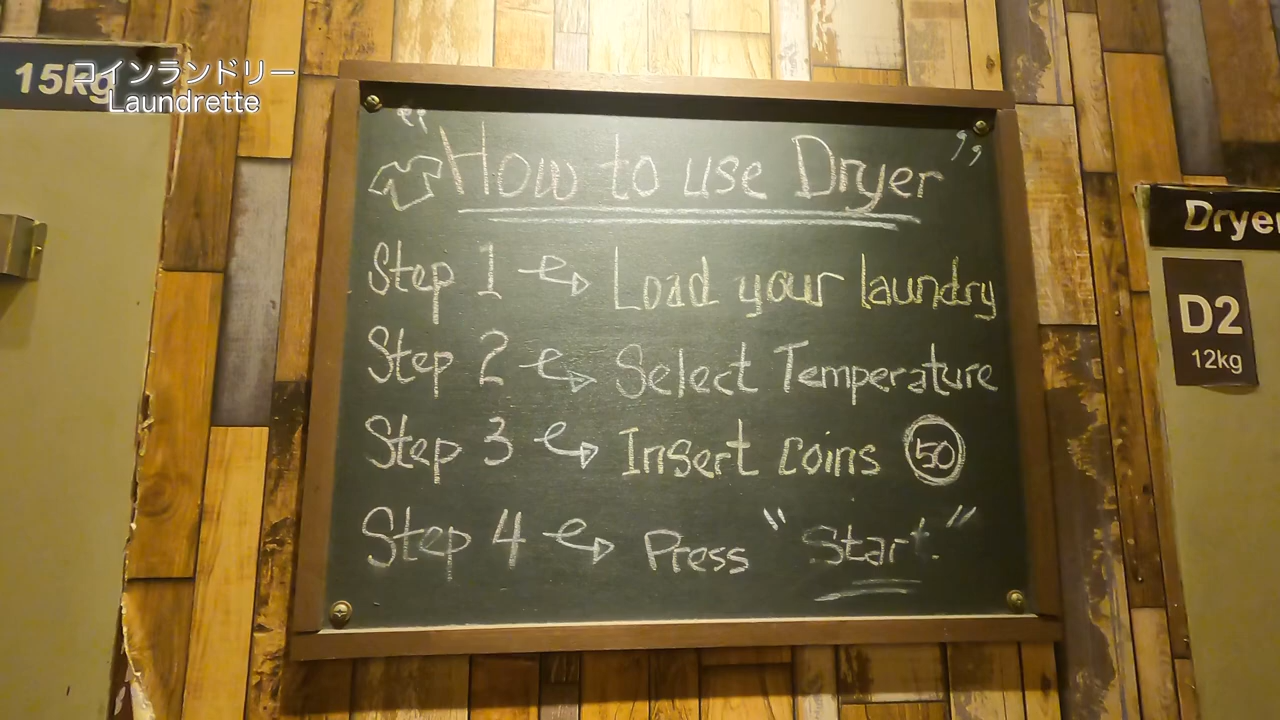 15kg
コインランドリー
Laundrette
"How to use Dryer"
Step 1 → Load your laundry
Step 2 → Select Temperature
Step 3 → Insert coins 50
Step 4 → Press "Start"
Dryer
D2
12kg